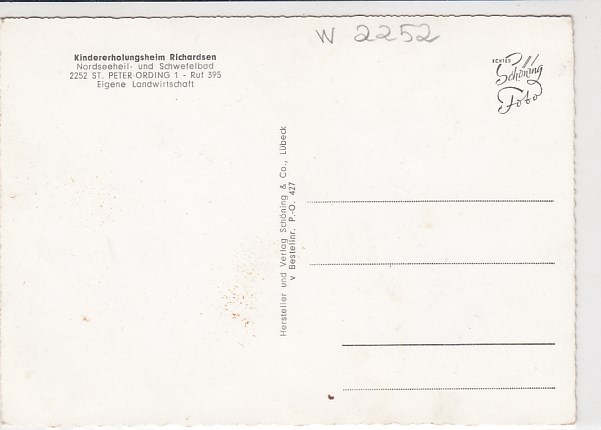 W 2252
Kindererholungsheim Richardsen
Nordseeheil- und Schwefelbad
2252 ST. PETER-ORDING 1 - Ruf 395
Eigene Landwirtschaft
ECHTES
Schöning
Foto
Hersteller und Verlag Schöning & Co., Lübeck
v Bestellnr. P.-O. 427